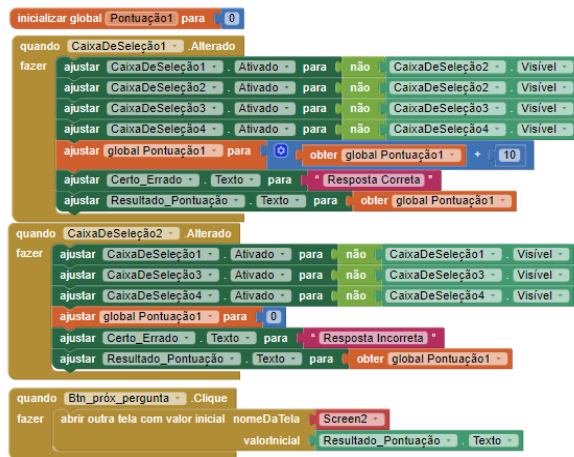 inicializar global Pontuação1 para 0
quando CaixaDeSeleção1 .Alterado
fazer ajustar CaixaDeSeleção1 . Ativado para não CaixaDeSeleção2 . Visível
ajustar CaixaDeSeleção2 . Ativado para não CaixaDeSeleção2 . Visível
ajustar CaixaDeSeleção3 . Ativado para não CaixaDeSeleção3 . Visível
ajustar CaixaDeSeleção4 . Ativado para não CaixaDeSeleção4 . Visível
ajustar global Pontuação1 para obter global Pontuação1 + 10
ajustar Certo_Errado . Texto para " Resposta Correta "
ajustar Resultado_Pontuação . Texto para obter global Pontuação1
quando CaixaDeSeleção2 .Alterado
fazer ajustar CaixaDeSeleção1 . Ativado para não CaixaDeSeleção1 . Visível
ajustar CaixaDeSeleção3 . Ativado para não CaixaDeSeleção3 . Visível
ajustar CaixaDeSeleção4 . Ativado para não CaixaDeSeleção4 . Visível
ajustar global Pontuação1 para 0
ajustar Certo_Errado . Texto para " Resposta Incorreta "
ajustar Resultado_Pontuação . Texto para obter global Pontuação1
quando Btn_próx_pergunta .Clique
fazer abrir outra tela com valor inicial nomeDaTela Screen2
valorInicial Resultado_Pontuação . Texto